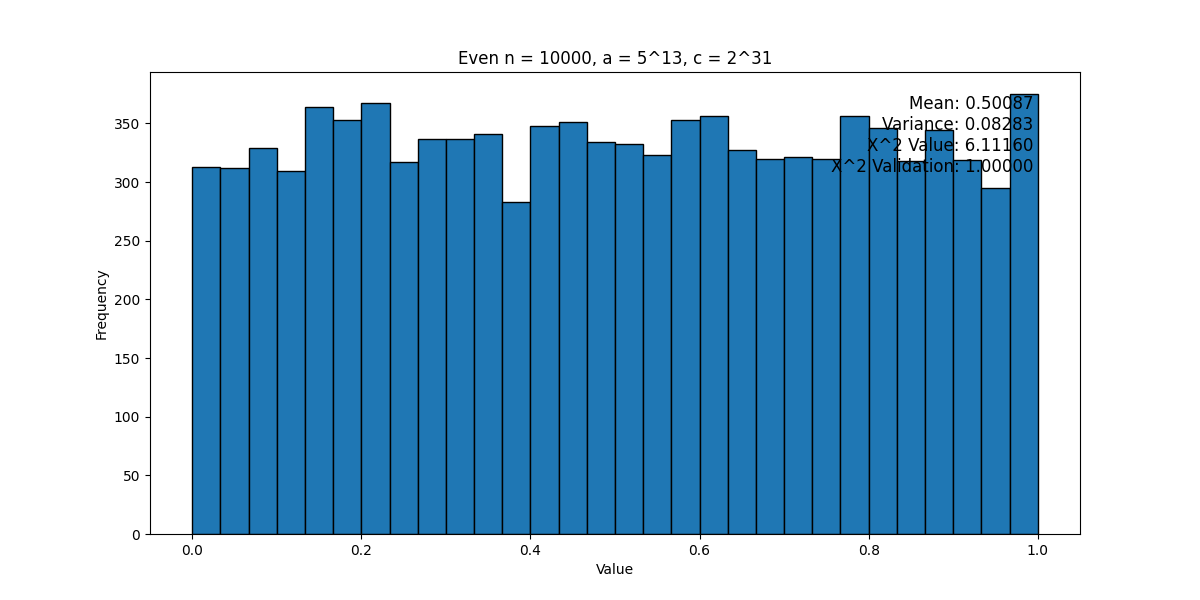 Even n = 10000, a = 5^13, c = 2^31
Mean: 0.50087
Variance: 0.08283
X^2 Value: 6.11160
X^2 Validation: 1.00000
Frequency
350
300
250
200
150
100
50
0
0.0 0.2 0.4 0.6 0.8 1.0
Value